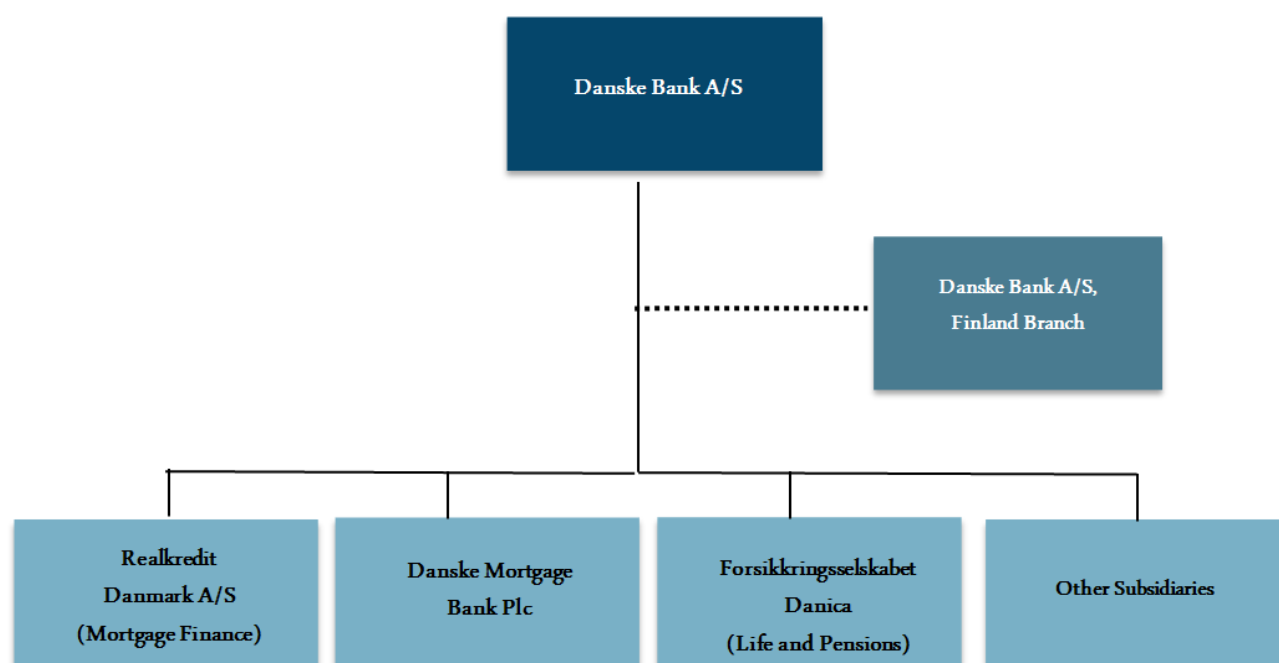 Danske Bank A/S
Danske Bank A/S,
Finland Branch
Realkredit
Danmark A/S
(Mortgage Finance)
Danske Mortgage
Bank Plc
Forsikkringsselskabet
Danica
(Life and Pensions)
Other Subsidiaries